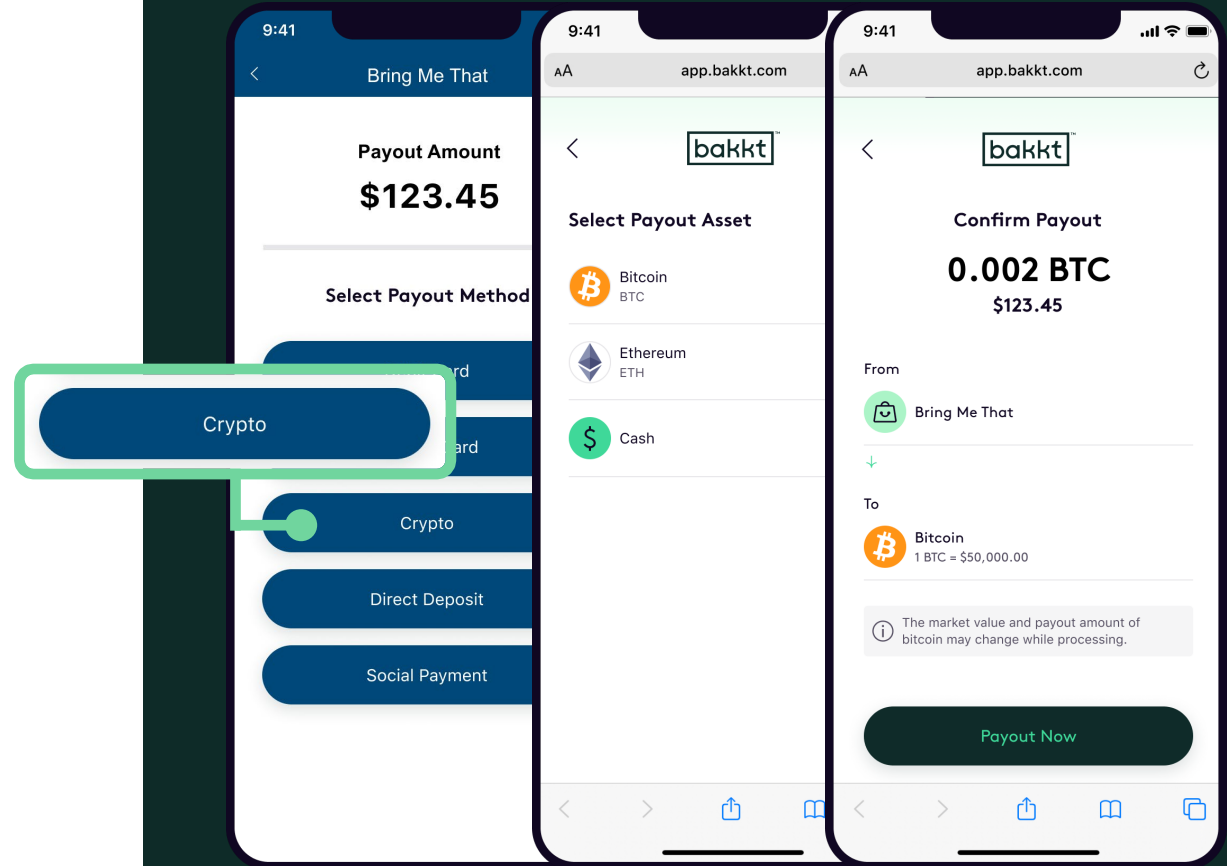 9:41
Bring Me That
Payout Amount
$123.45
Select Payout Method
Crypto
Crypto
Direct Deposit
Social Payment
9:41
AA
app.bakkt.com
bakkt™
Select Payout Asset
Bitcoin
BTC
Ethereum
ETH
$
Cash
9:41
AA
app.bakkt.com
bakkt™
Confirm Payout
0.002 BTC
$123.45
From
Bring Me That
To
Bitcoin
1 BTC = $50,000.00
The market value and payout amount of
bitcoin may change while processing.
Payout Now